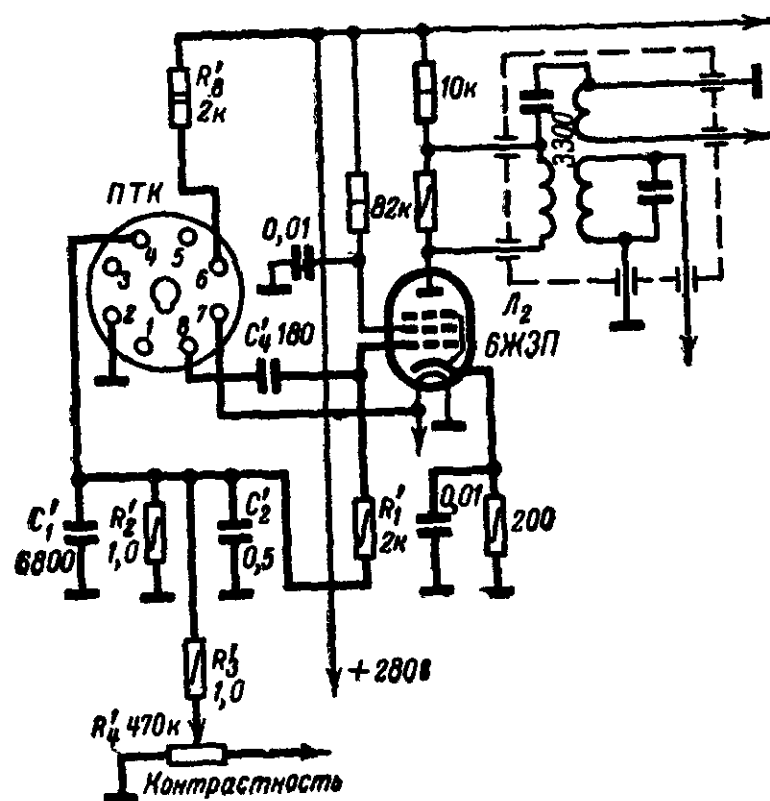 R'8
2к
10к
3300
ПТК
82к
0,01
4 5
3 6
2 7
1 8
C'4 180
Л2
6Ж3П
C'1
6800
R'2
1,0
C'2
0,5
R'1
2к
0,01
200
R'3
1,0
+280в
R'4 470к
Контрастность